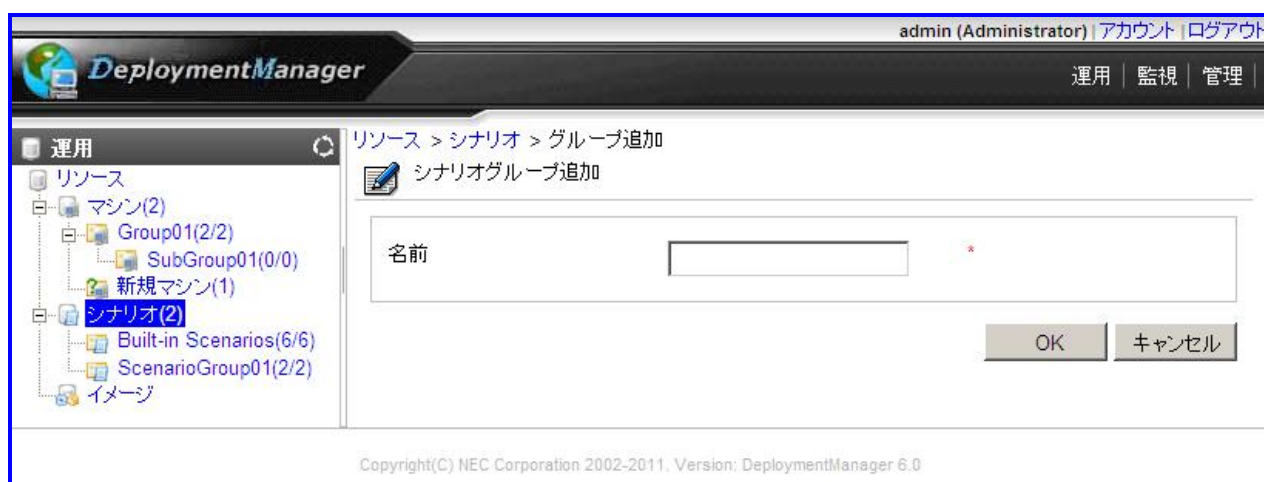 admin (Administrator) | アカウント | ログアウト
DeploymentManager
運用 | 監視 | 管理 |
運用
リソース
マシン(2)
Group01(2/2)
SubGroup01(0/0)
新規マシン(1)
シナリオ(2)
Built-in Scenarios(6/6)
ScenarioGroup01(2/2)
イメージ
リソース > シナリオ > グループ追加
シナリオグループ追加
名前 *
OK キャンセル
Copyright(C) NEC Corporation 2002-2011. Version: DeploymentManager 6.0